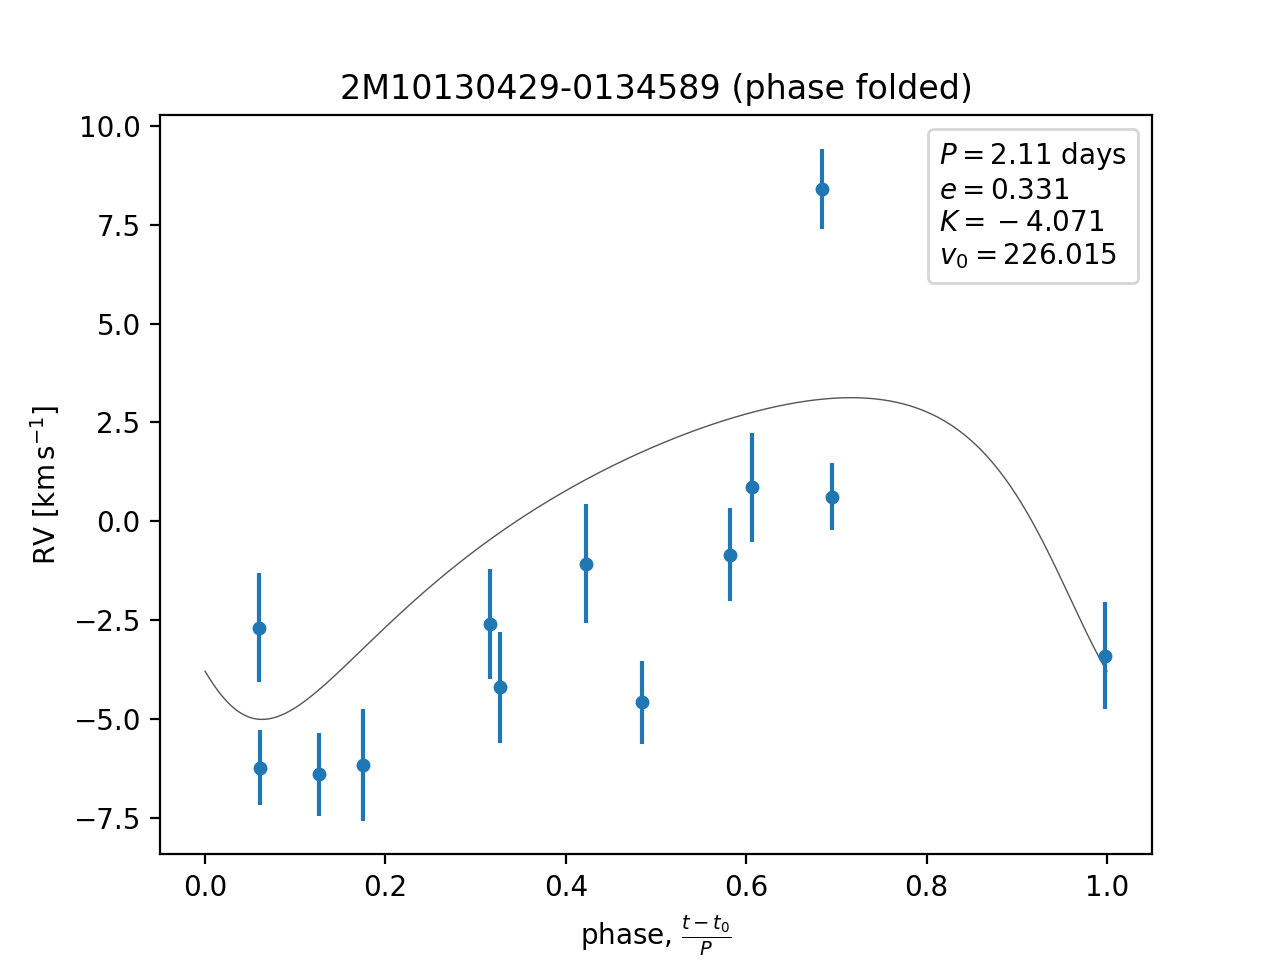 2M10130429-0134589 (phase folded)
P = 2.11 days
e = 0.331
K = −4.071
v₀ = 226.015
10.0
7.5
5.0
2.5
0.0
−2.5
−5.0
−7.5
RV [km s⁻¹]
0.0 0.2 0.4 0.6 0.8 1.0
phase, (t − t₀)/P